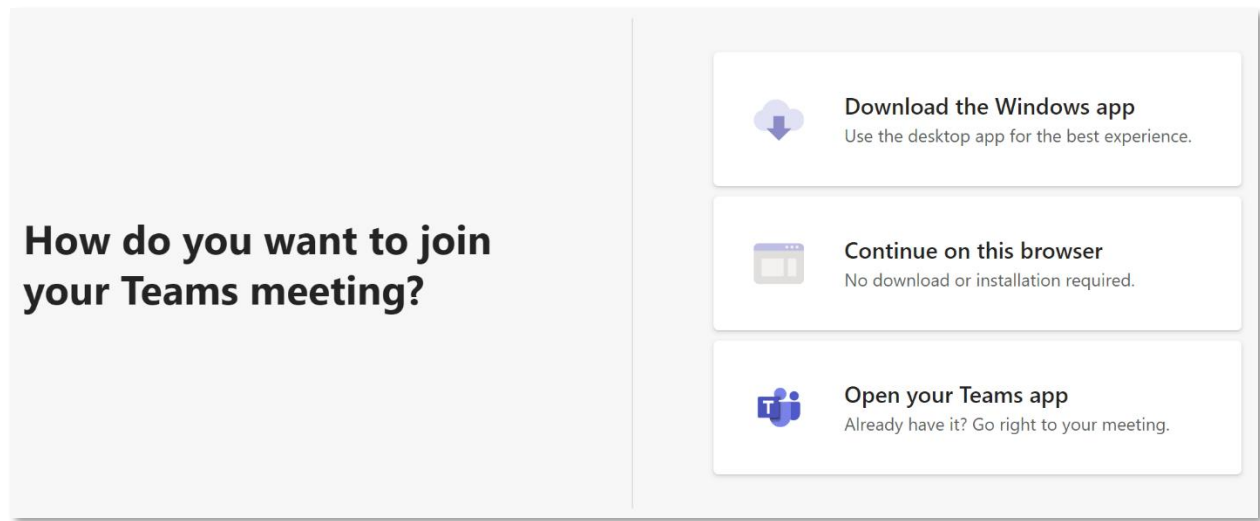 How do you want to join
your Teams meeting?
Download the Windows app
Use the desktop app for the best experience.
Continue on this browser
No download or installation required.
T
Open your Teams app
Already have it? Go right to your meeting.